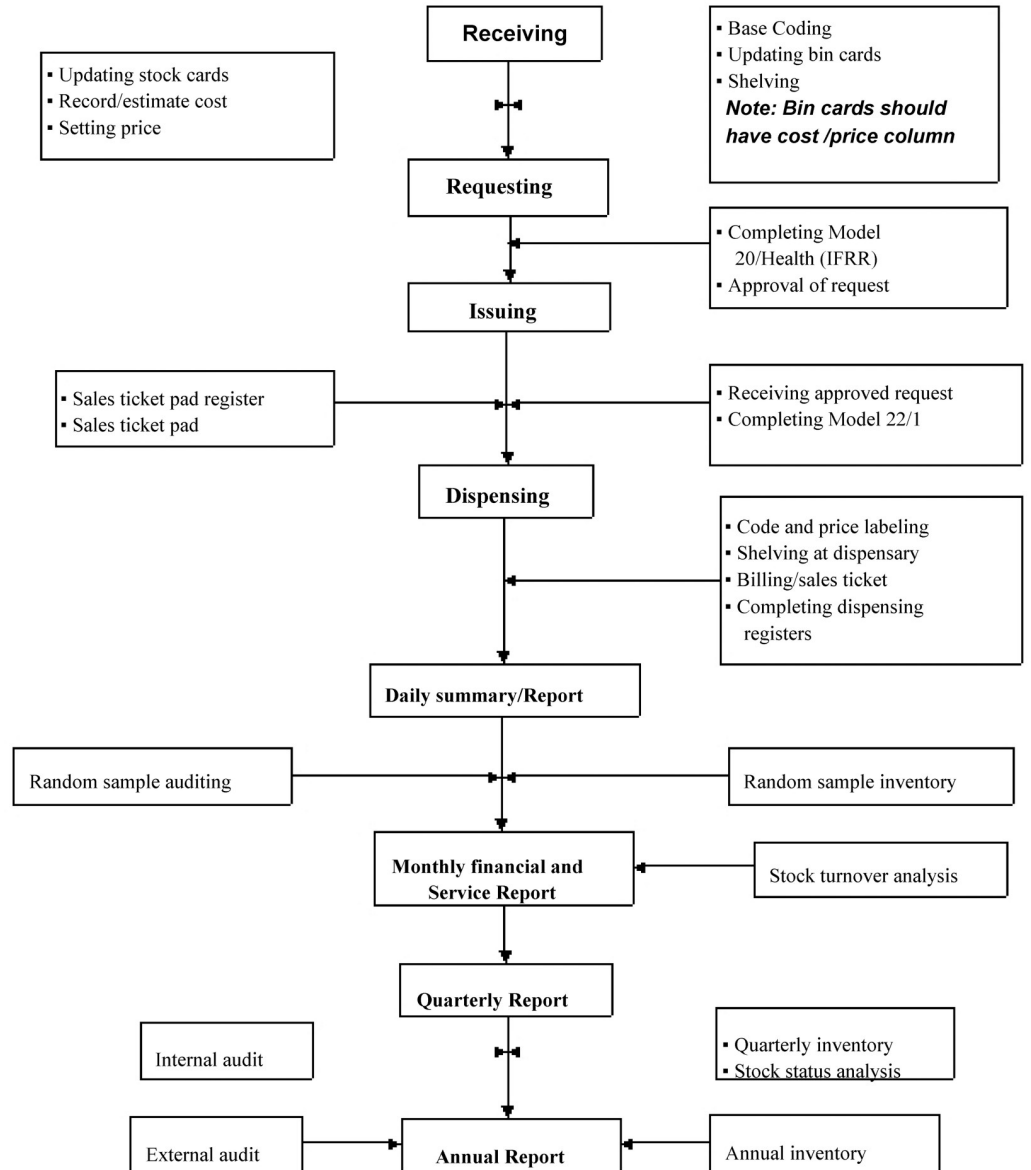 Receiving
▪ Updating stock cards
▪ Record/estimate cost
▪ Setting price
▪ Base Coding
▪ Updating bin cards
▪ Shelving
Note: Bin cards should
have cost /price column
Requesting
▪ Completing Model
20/Health (IFRR)
▪ Approval of request
Issuing
▪ Sales ticket pad register
▪ Sales ticket pad
▪ Receiving approved request
▪ Completing Model 22/1
Dispensing
▪ Code and price labeling
▪ Shelving at dispensary
▪ Billing/sales ticket
▪ Completing dispensing
registers
Daily summary/Report
Random sample auditing
Random sample inventory
Monthly financial and
Service Report
Stock turnover analysis
Quarterly Report
Internal audit
▪ Quarterly inventory
▪ Stock status analysis
External audit
Annual Report
Annual inventory